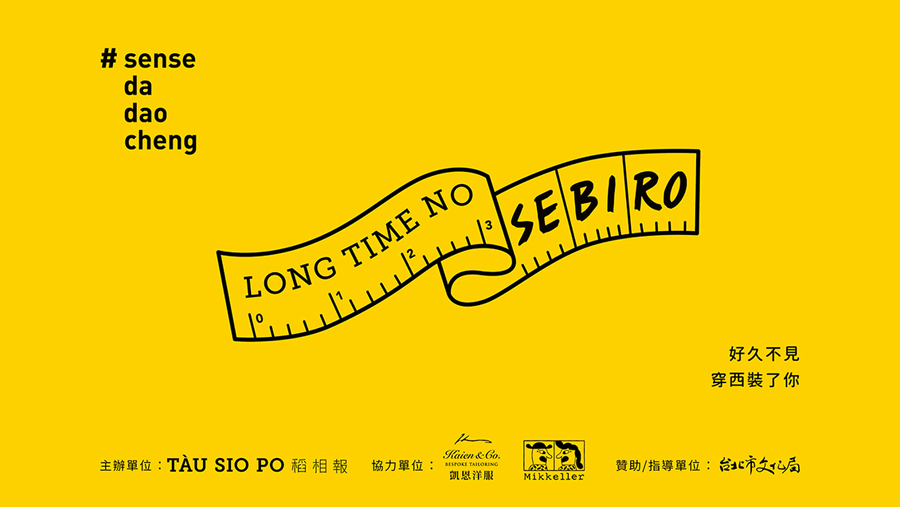 # sense
da
dao
cheng
LONG TIME NO SEBIRO
0 1 2 3
好久不見
穿西裝了你
主辦單位：TÀU SIO PO 稻相報
協力單位：
Kaien & Co.
BESPOKE TAILORING
凱恩洋服
Mikkeller
贊助/指導單位：台北市文化局